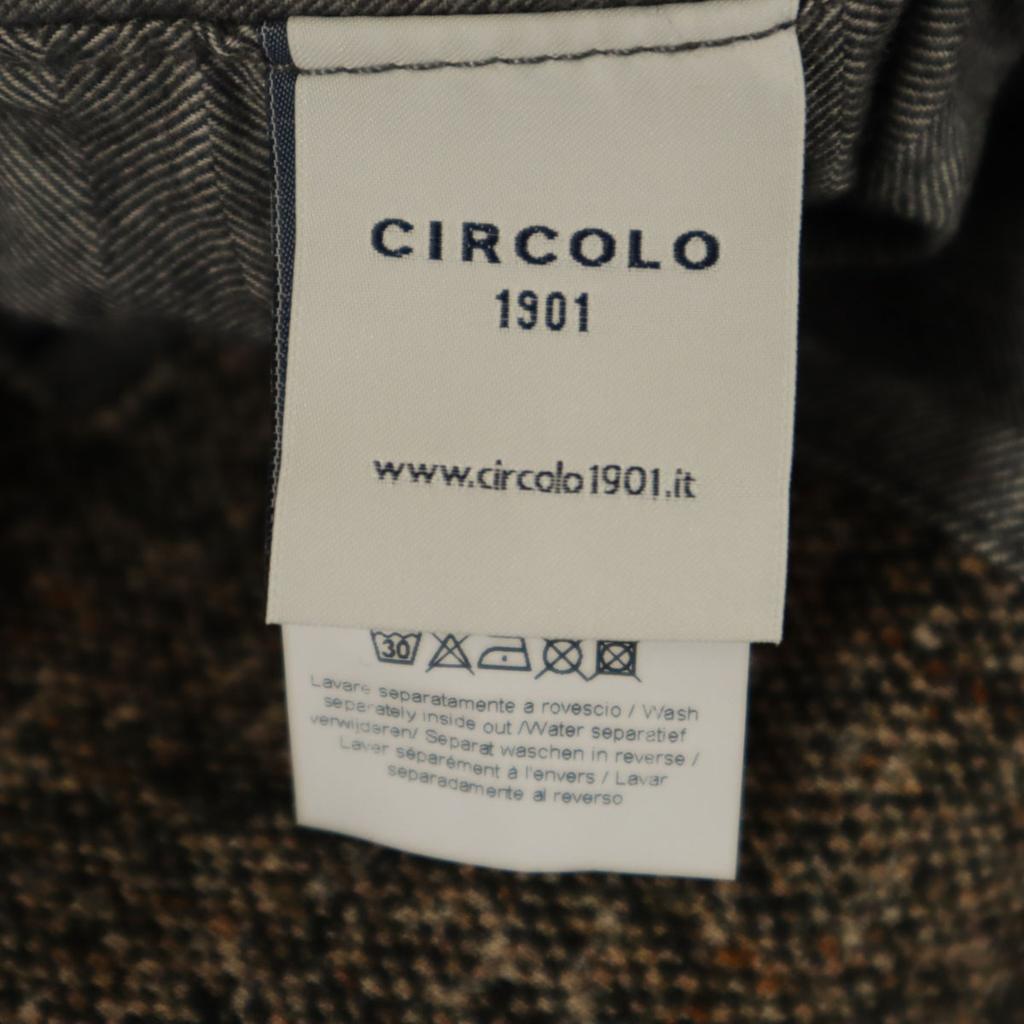 CIRCOLO
1901
www.circolo1901.it
30
Lavare separatamente a rovescio / Wash
separately inside out /Water separatief
verwijderen/ Separat waschen in reverse /
Laver séparément à l'envers / Lavar
separadamente al reverso